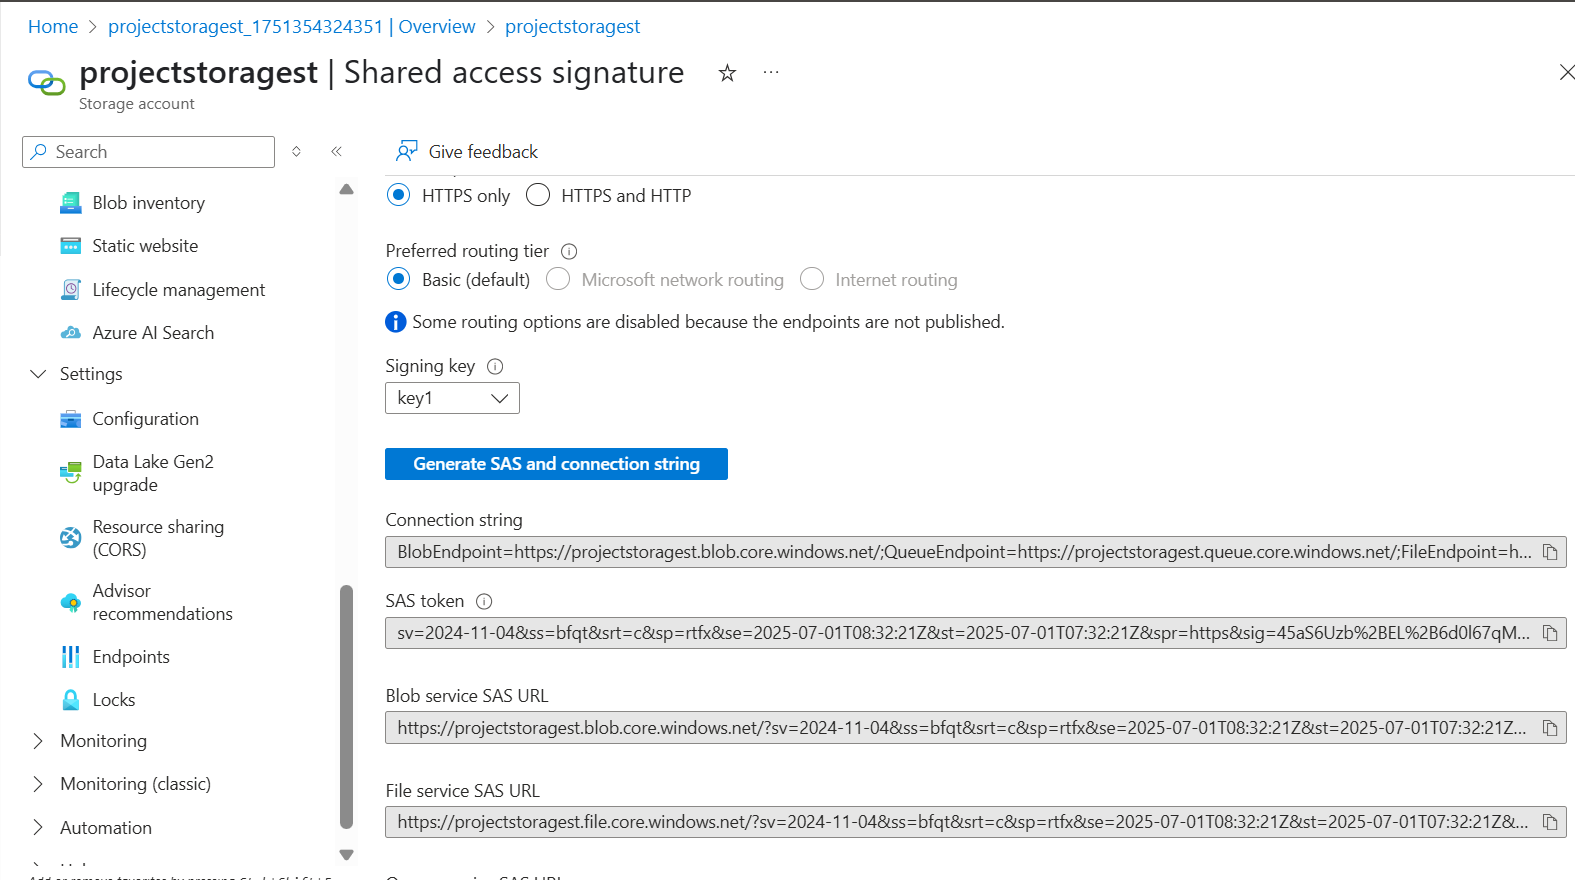 Home > projectstoragest_1751354324351 | Overview > projectstoragest
projectstoragest | Shared access signature
Storage account
Search
Give feedback
Blob inventory
Static website
Lifecycle management
Azure AI Search
Settings
Configuration
Data Lake Gen2
upgrade
Resource sharing
(CORS)
Advisor
recommendations
Endpoints
Locks
Monitoring
Monitoring (classic)
Automation
HTTPS only HTTPS and HTTP
Preferred routing tier
Basic (default) Microsoft network routing Internet routing
Some routing options are disabled because the endpoints are not published.
Signing key
key1
Generate SAS and connection string
Connection string
BlobEndpoint=https://projectstoragest.blob.core.windows.net/;QueueEndpoint=https://projectstoragest.queue.core.windows.net/;FileEndpoint=h...
SAS token
sv=2024-11-04&ss=bfqt&srt=c&sp=rtfx&se=2025-07-01T08:32:21Z&st=2025-07-01T07:32:21Z&spr=https&sig=45aS6Uzb%2BEL%2B6d0l67qM...
Blob service SAS URL
https://projectstoragest.blob.core.windows.net/?sv=2024-11-04&ss=bfqt&srt=c&sp=rtfx&se=2025-07-01T08:32:21Z&st=2025-07-01T07:32:21Z...
File service SAS URL
https://projectstoragest.file.core.windows.net/?sv=2024-11-04&ss=bfqt&srt=c&sp=rtfx&se=2025-07-01T08:32:21Z&st=2025-07-01T07:32:21Z&...